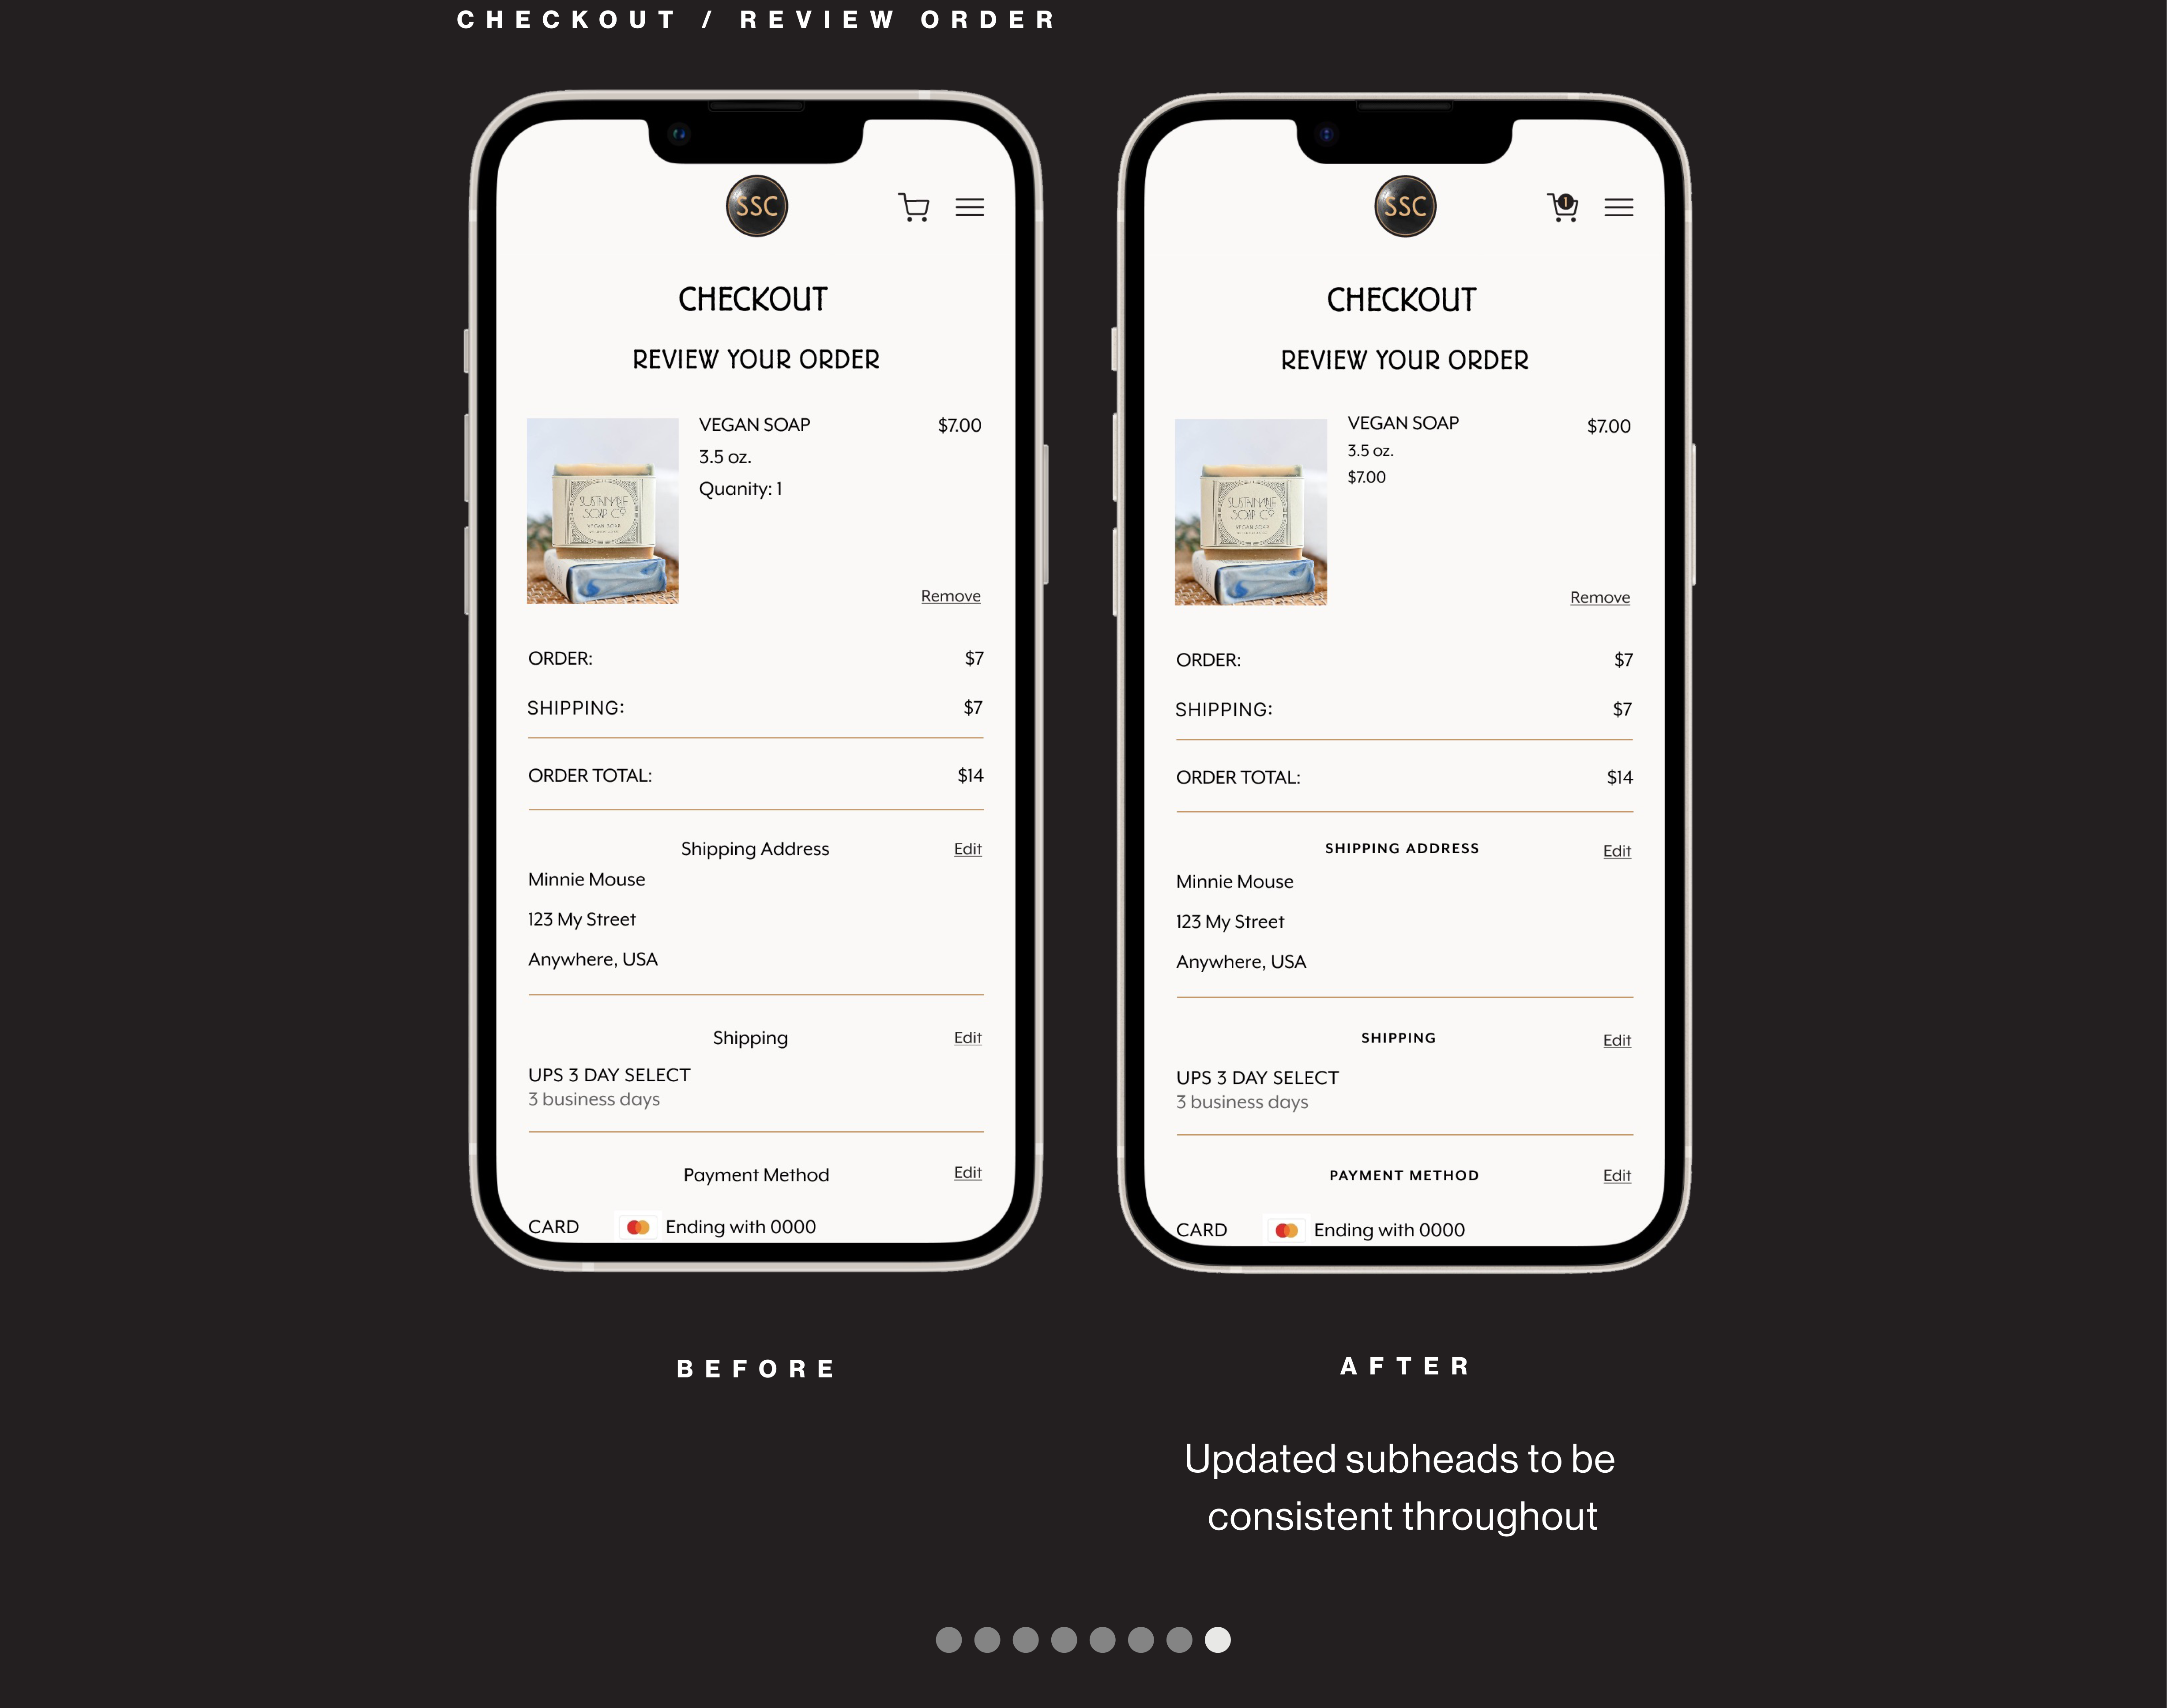 CHECKOUT / REVIEW ORDER
SSC
CHECKOUT
REVIEW YOUR ORDER
VEGAN SOAP $7.00
3.5 oz.
Quanity: 1
SUSTAINABLE
SOAP CO
VEGAN SOAP
Remove
ORDER: $7
SHIPPING: $7
ORDER TOTAL: $14
Shipping Address Edit
Minnie Mouse
123 My Street
Anywhere, USA
Shipping Edit
UPS 3 DAY SELECT
3 business days
Payment Method Edit
CARD Ending with 0000
BEFORE
SSC 1
CHECKOUT
REVIEW YOUR ORDER
VEGAN SOAP $7.00
3.5 oz.
$7.00
SUSTAINABLE
SOAP CO
VEGAN SOAP
Remove
ORDER: $7
SHIPPING: $7
ORDER TOTAL: $14
SHIPPING ADDRESS Edit
Minnie Mouse
123 My Street
Anywhere, USA
SHIPPING Edit
UPS 3 DAY SELECT
3 business days
PAYMENT METHOD Edit
CARD Ending with 0000
AFTER
Updated subheads to be
consistent throughout